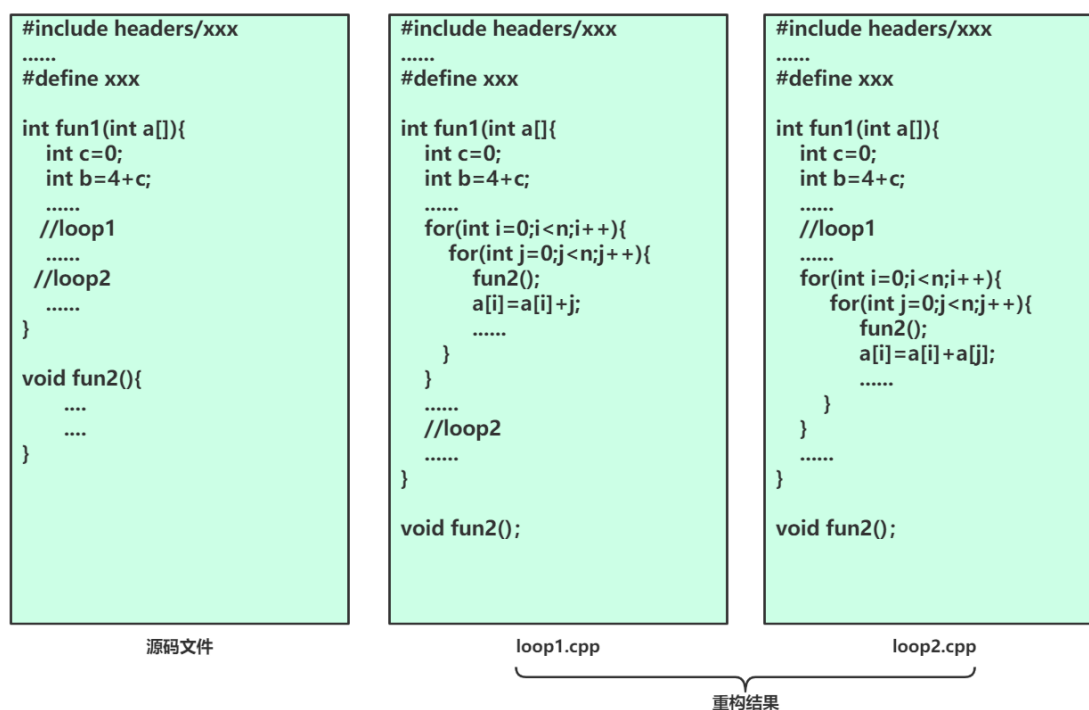 #include headers/xxx
......
#define xxx
int fun1(int a[]){
int c=0;
int b=4+c;
......
//loop1
......
//loop2
......
}
void fun2(){
....
....
}
源码文件
#include headers/xxx
......
#define xxx
int fun1(int a[]{
int c=0;
int b=4+c;
......
for(int i=0;i<n;i++){
for(int j=0;j<n;j++){
fun2();
a[i]=a[i]+j;
......
}
}
......
//loop2
......
}
void fun2();
loop1.cpp
#include headers/xxx
......
#define xxx
int fun1(int a[]){
int c=0;
int b=4+c;
......
//loop1
......
for(int i=0;i<n;i++){
for(int j=0;j<n;j++){
fun2();
a[i]=a[i]+a[j];
......
}
}
......
}
void fun2();
loop2.cpp
重构结果